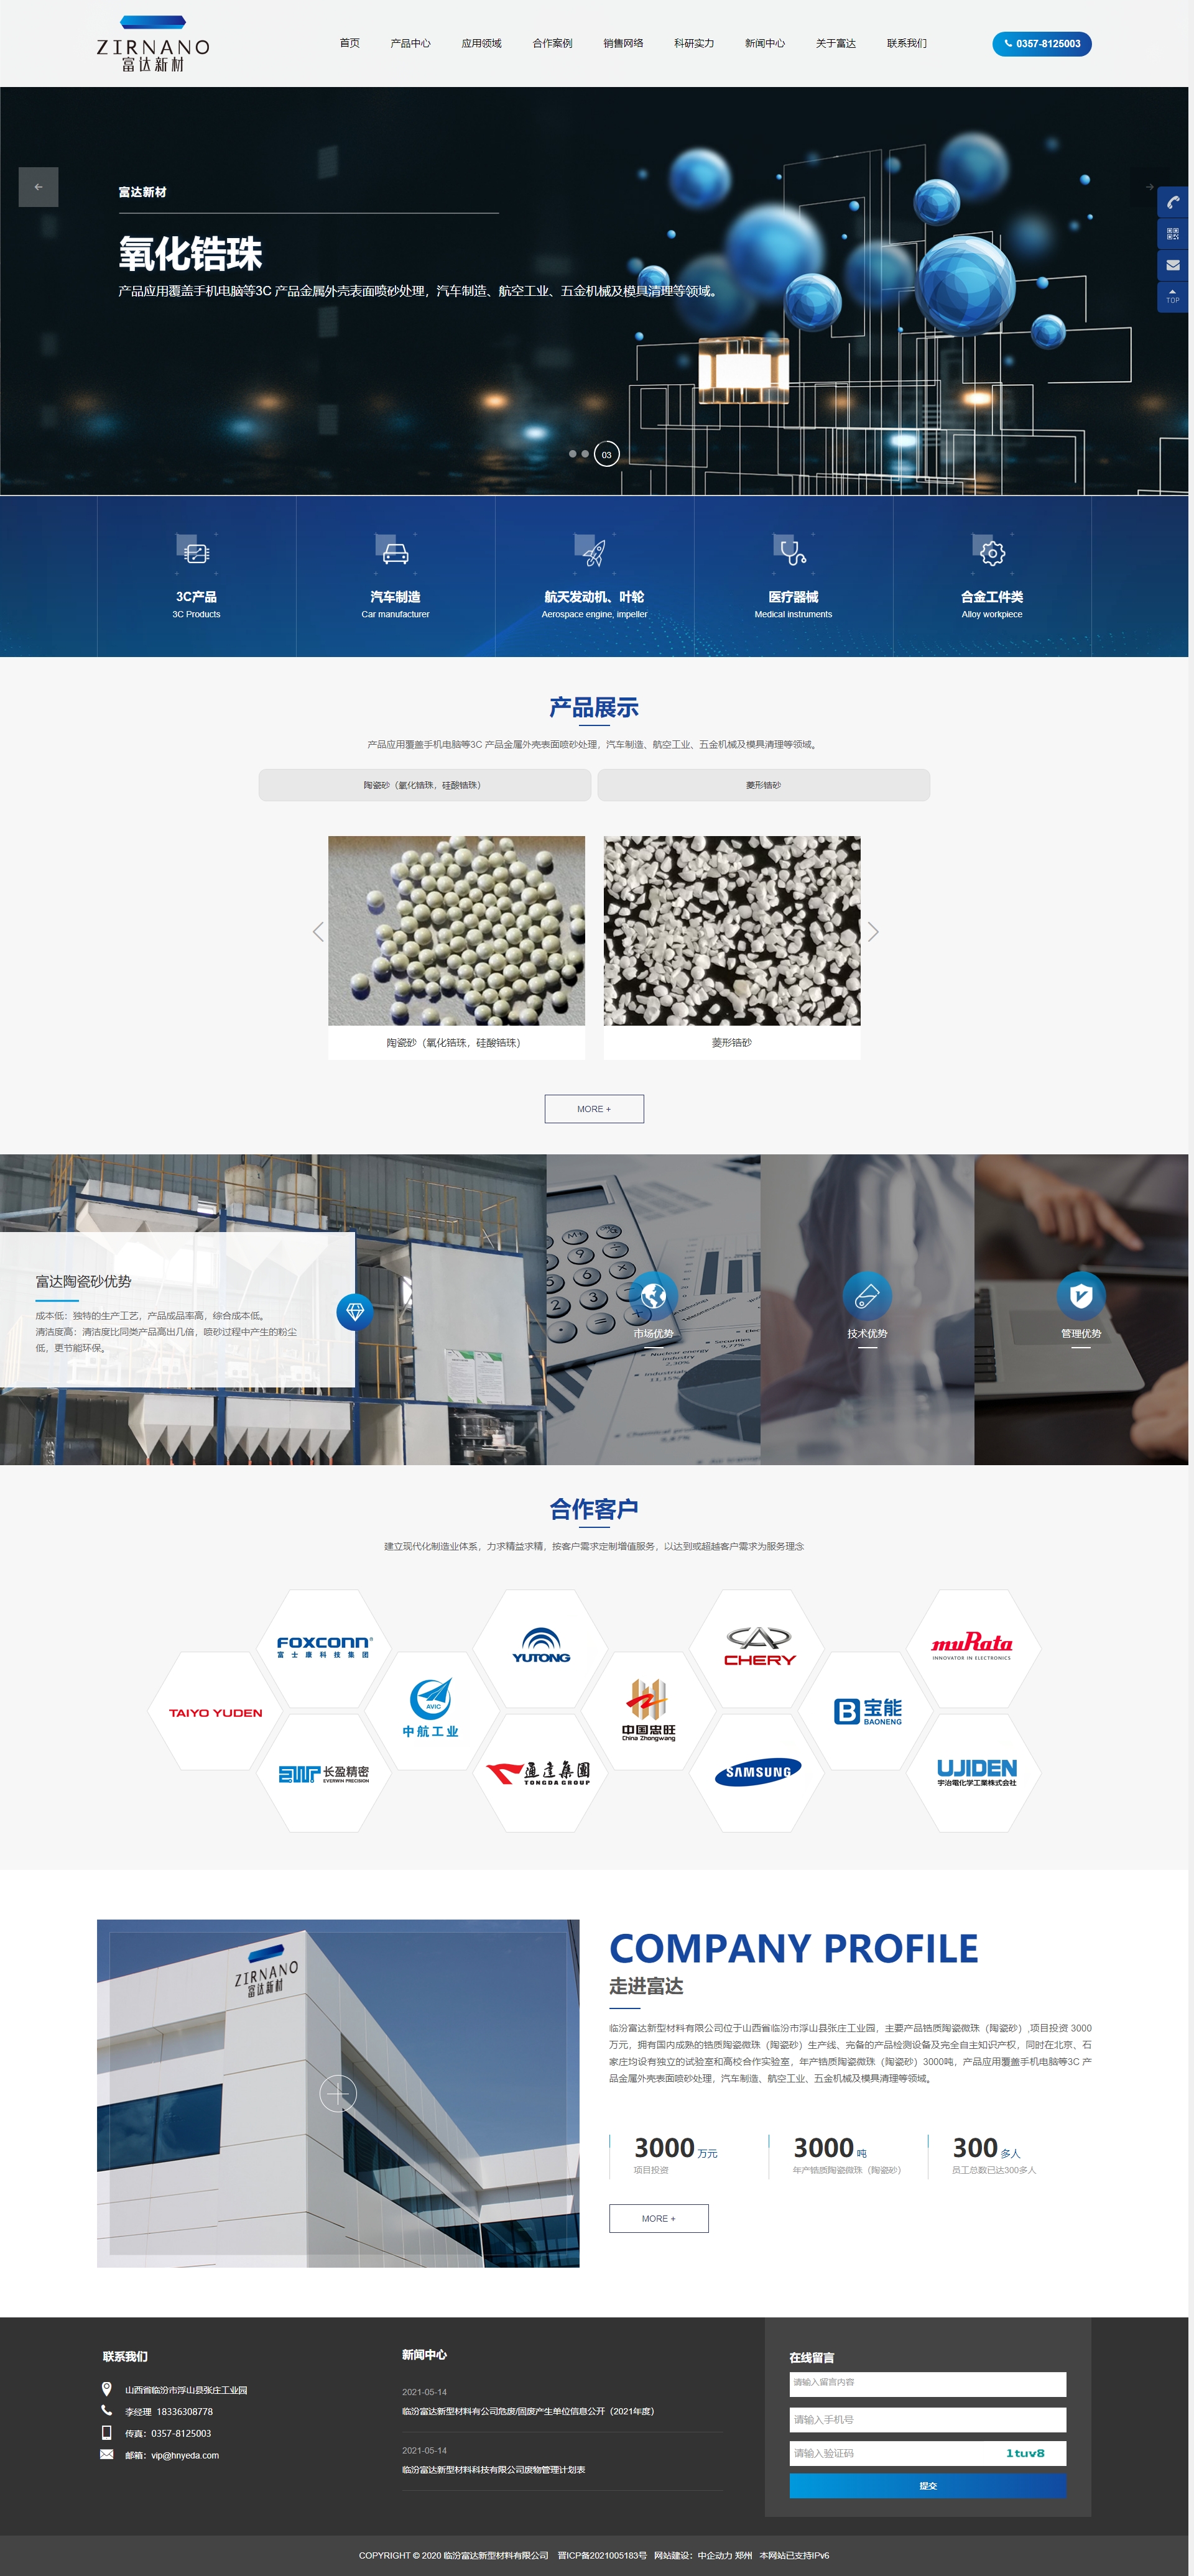 ZIRNANO
富达新材
首页 产品中心 应用领域 合作案例 销售网络 科研实力 新闻中心 关于富达 联系我们
0357-8125003
富达新材
氧化锆珠
产品应用覆盖手机电脑等3C 产品金属外壳表面喷砂处理，汽车制造、航空工业、五金机械及模具清理等领域。
TOP
03
3C产品 汽车制造 航天发动机、叶轮 医疗器械 合金工件类
3C Products Car manufacturer Aerospace engine, impeller Medical instruments Alloy workpiece
产品展示
产品应用覆盖手机电脑等3C 产品金属外壳表面喷砂处理，汽车制造、航空工业、五金机械及模具清理等领域。
陶瓷砂（氧化锆珠，硅酸锆珠） 菱形锆砂
陶瓷砂（氧化锆珠，硅酸锆珠） 菱形锆砂
MORE +
富达陶瓷砂优势
成本低：独特的生产工艺，产品成品率高，综合成本低。
清洁度高：清洁度比同类产品高出几倍，喷砂过程中产生的粉尘
低，更节能环保。
市场优势 技术优势 管理优势
合作客户
建立现代化制造业体系，力求精益求精，按客户需求定制增值服务，以达到或超越客户需求为服务理念
FOXCONN
富士康科技集团
YUTONG
CHERY
muRata
INNOVATOR IN ELECTRONICS
TAIYO YUDEN
AVIC
中航工业
中国忠旺
China Zhongwang
宝能
BAONENG
EWP 长盈精密
EVERWIN PRECISION
通达集团
TONGDA GROUP
SAMSUNG
UJIDEN
宇治電化学工業株式会社
ZIRNANO
富达新材
COMPANY PROFILE
走进富达
临汾富达新型材料有限公司位于山西省临汾市浮山县张庄工业园，主要产品锆质陶瓷微珠（陶瓷砂）,项目投资 3000
万元，拥有国内成熟的锆质陶瓷微珠（陶瓷砂）生产线、完备的产品检测设备及完全自主知识产权，同时在北京、石
家庄均设有独立的试验室和高校合作实验室，年产锆质陶瓷微珠（陶瓷砂）3000吨，产品应用覆盖手机电脑等3C 产
品金属外壳表面喷砂处理，汽车制造、航空工业、五金机械及模具清理等领域。
3000 万元 3000 吨 300 多人
项目投资 年产锆质陶瓷微珠（陶瓷砂） 员工总数已达300多人
MORE +
联系我们
山西省临汾市浮山县张庄工业园
李经理 18336308778
传真：0357-8125003
邮箱：vip@hnyeda.com
新闻中心
2021-05-14
临汾富达新型材料有公司危废/固废产生单位信息公开（2021年度）
2021-05-14
临汾富达新型材料科技有限公司废物管理计划表
在线留言
请输入留言内容
请输入手机号
请输入验证码 1tuv8
提交
COPYRIGHT © 2020 临汾富达新型材料有限公司 晋ICP备2021005183号 网站建设：中企动力 郑州 本网站已支持IPv6